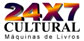 24X7
CULTURAL
Máquinas de Livros